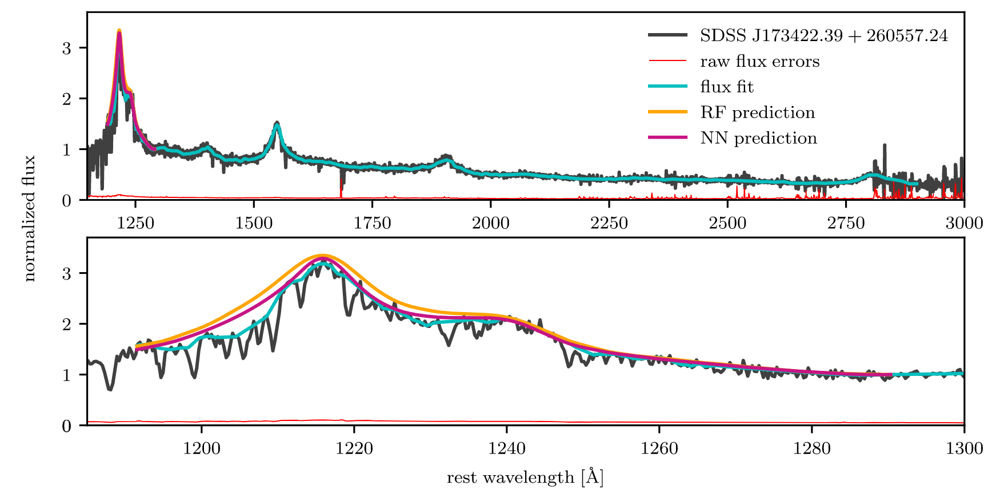 SDSS J173422.39 + 260557.24
raw flux errors
flux fit
RF prediction
NN prediction
3
2
1
0
1250 1500 1750 2000 2250 2500 2750 3000
normalized flux
3
2
1
0
1200 1220 1240 1260 1280 1300
rest wavelength [Å]